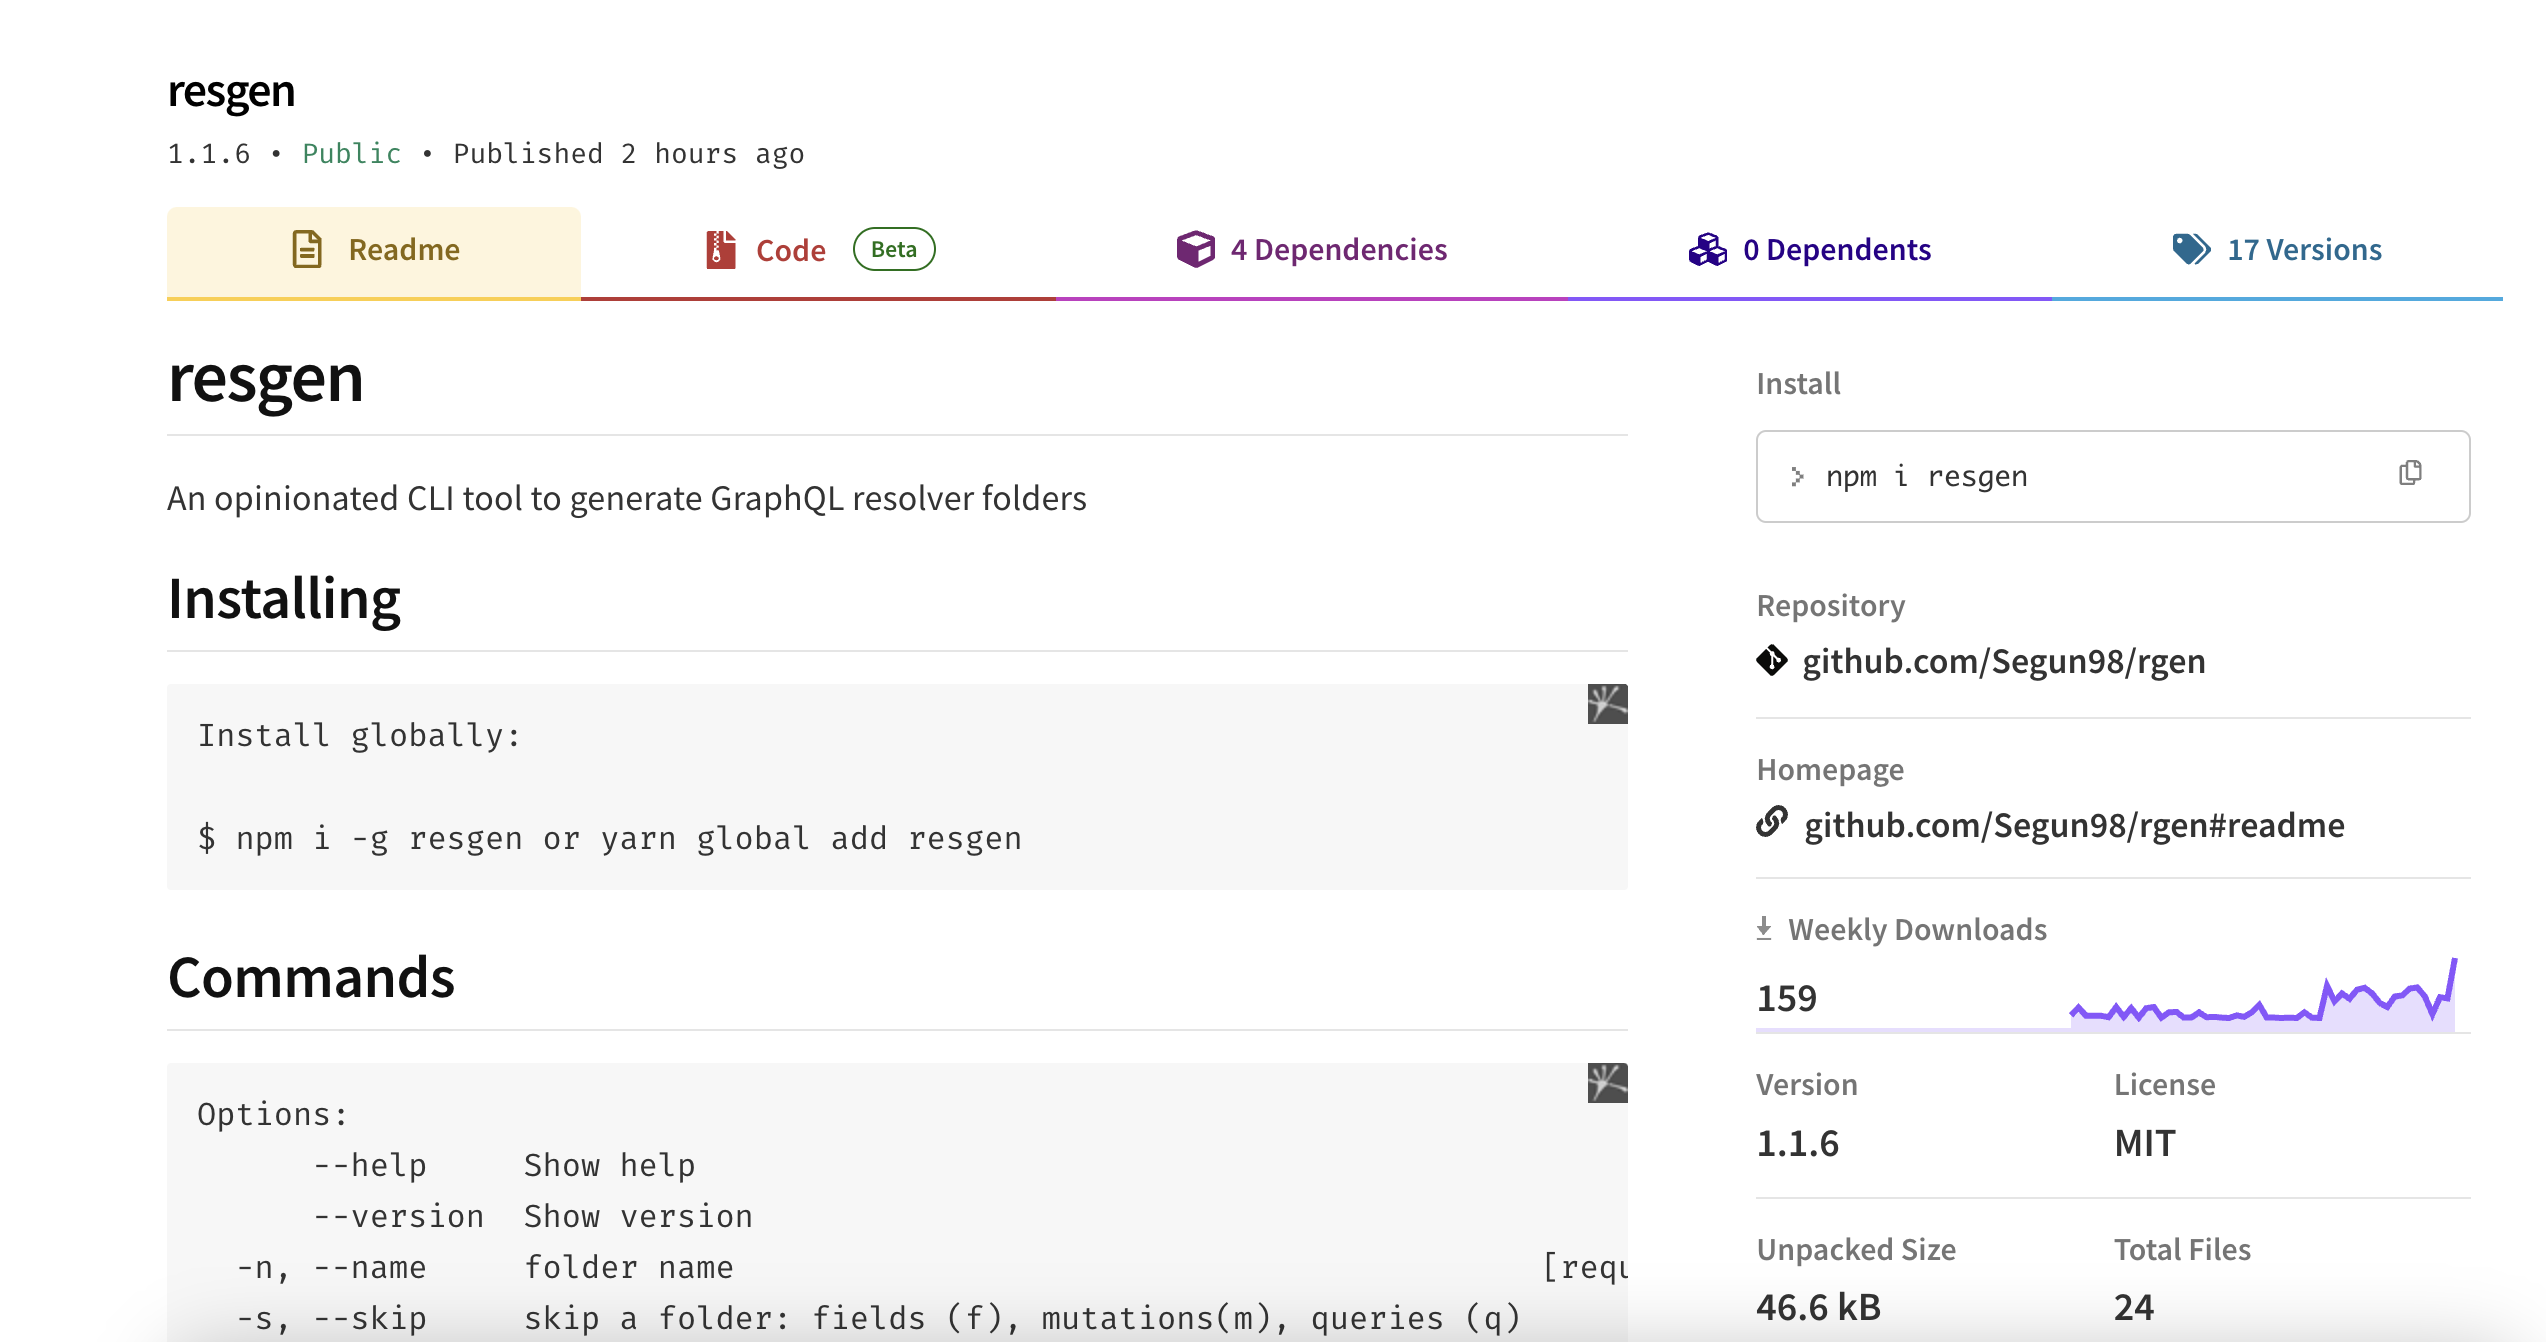 resgen
1.1.6 • Public • Published 2 hours ago
Readme
Code Beta
4 Dependencies
0 Dependents
17 Versions
resgen
An opinionated CLI tool to generate GraphQL resolver folders
Installing
Install globally:
$ npm i -g resgen or yarn global add resgen
Commands
Options:
--help Show help
--version Show version
-n, --name folder name [requ
-s, --skip skip a folder: fields (f), mutations(m), queries (q)
Install
> npm i resgen
Repository
github.com/Segun98/rgen
Homepage
github.com/Segun98/rgen#readme
Weekly Downloads
159
Version License
1.1.6 MIT
Unpacked Size Total Files
46.6 kB 24